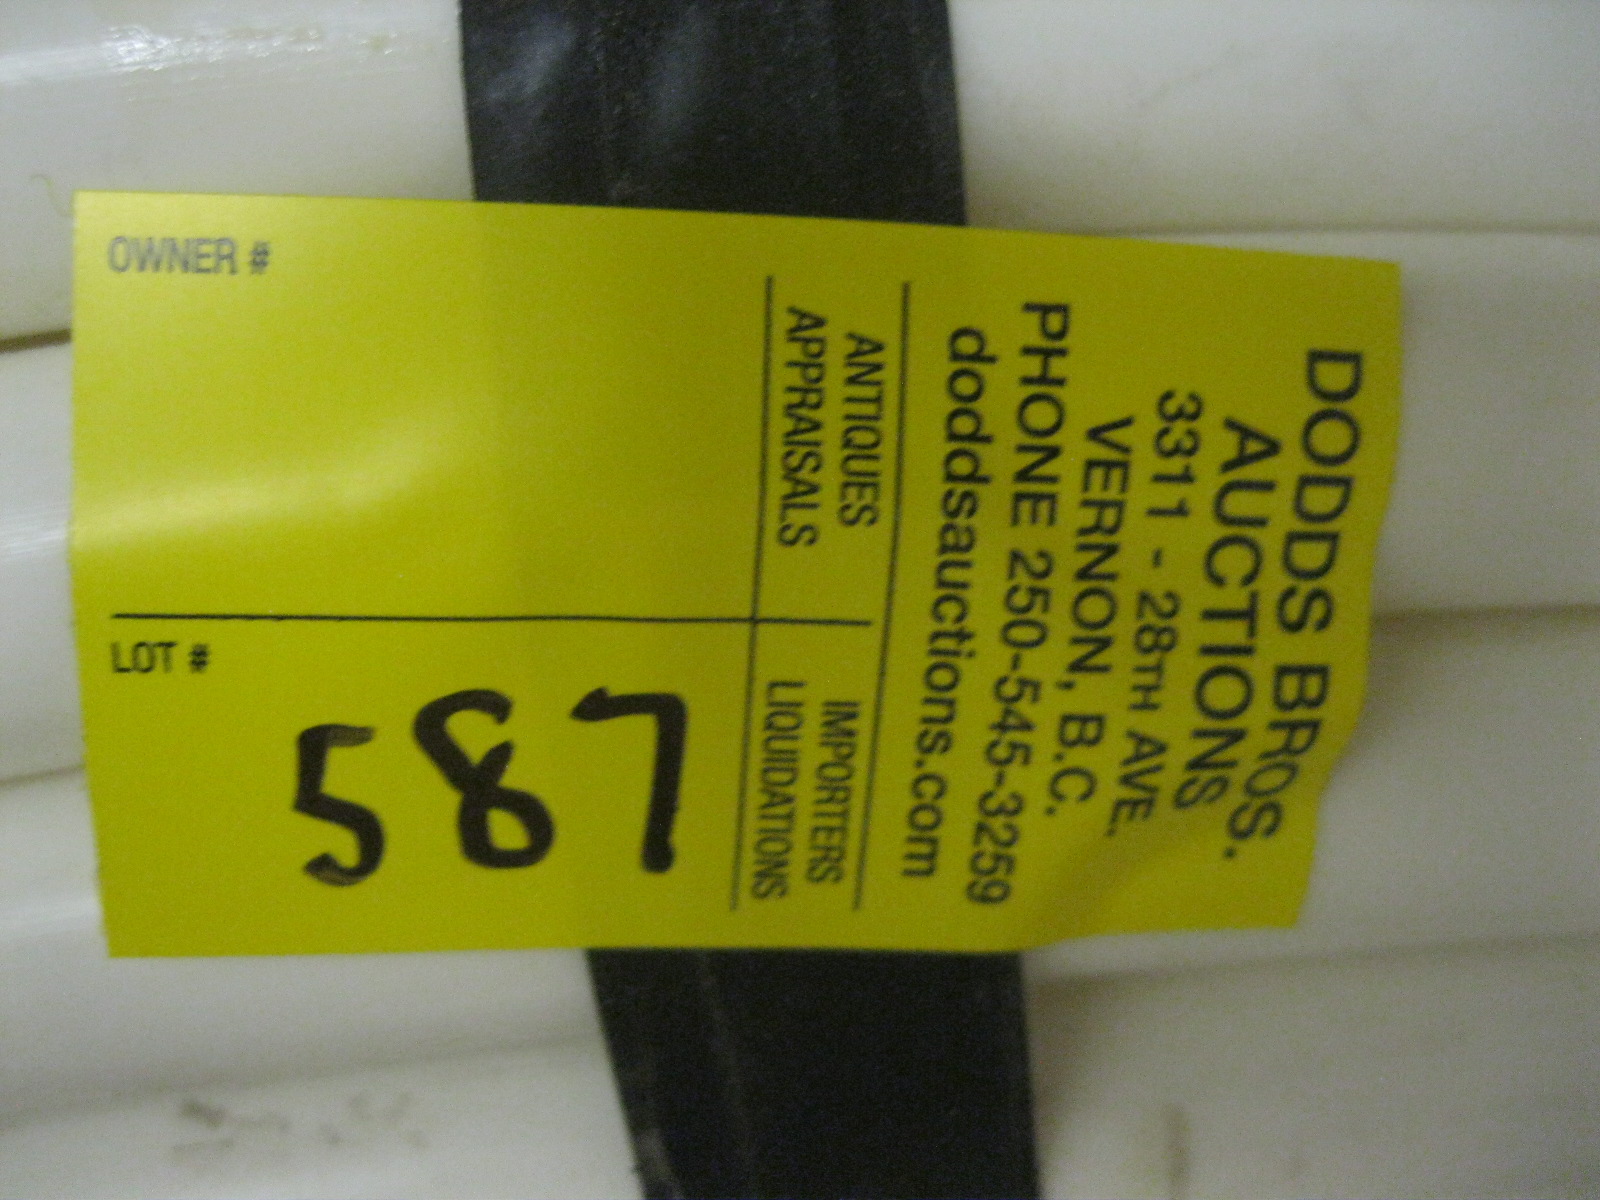 DODDS BROS.
AUCTIONS
3311 - 28TH AVE.
VERNON, B.C.
PHONE 250-545-3259
doddsauctions.com
ANTIQUES
APPRAISALS
IMPORTERS
LIQUIDATIONS
OWNER #
LOT #
587